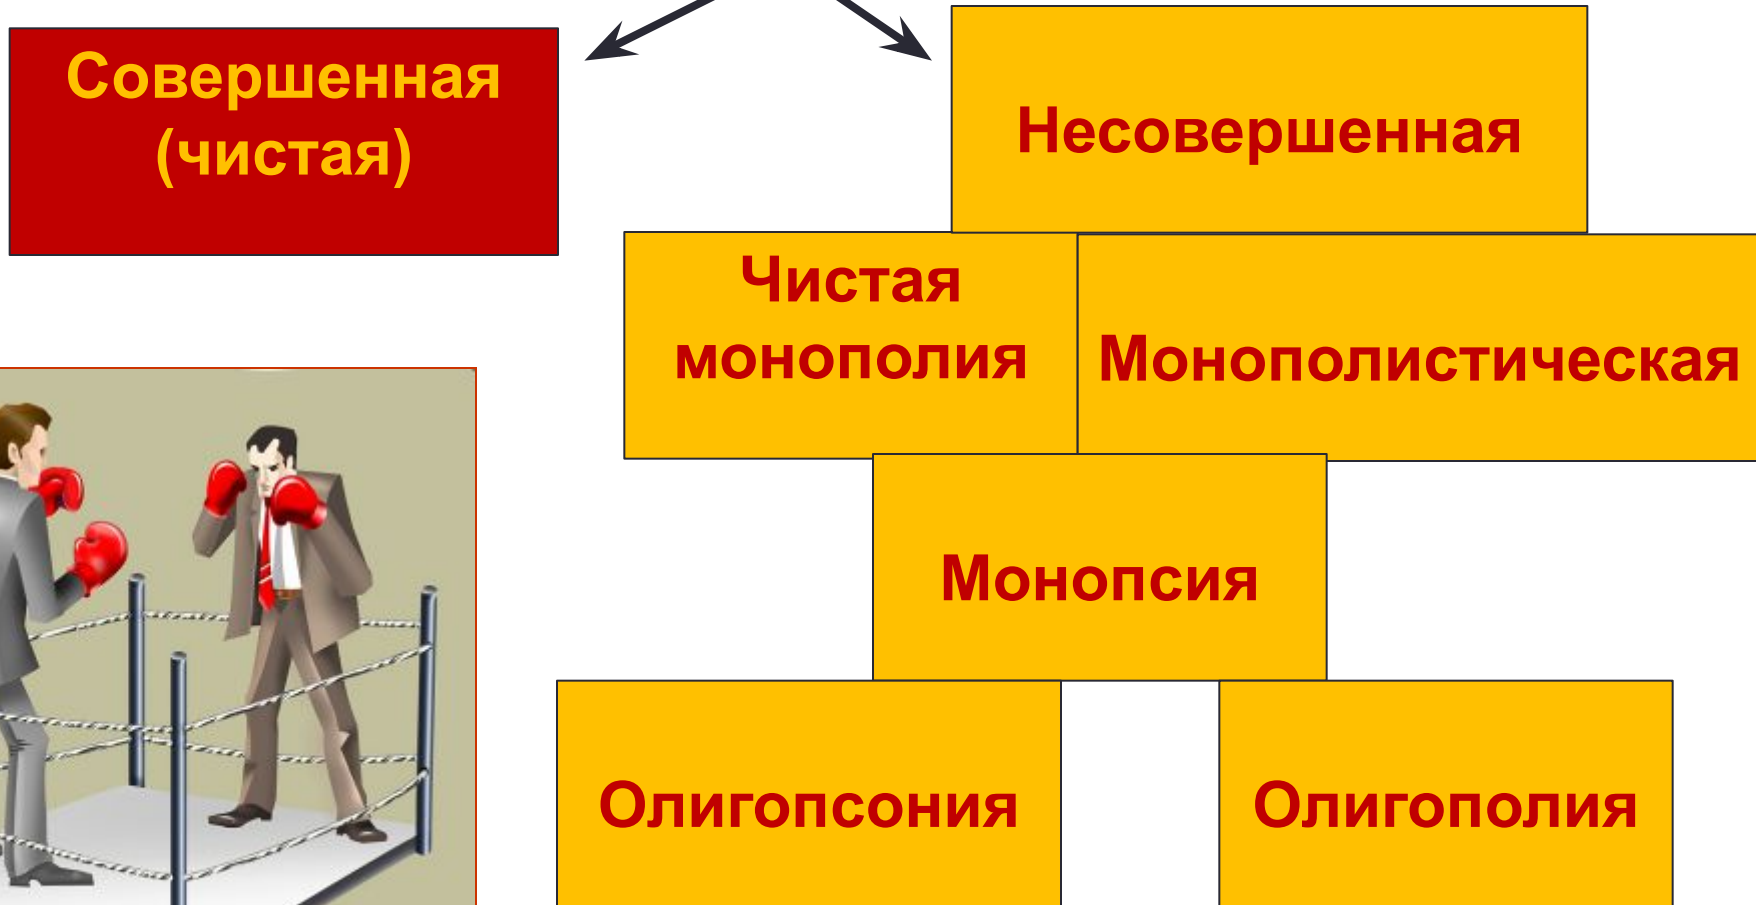 Совершенная
(чистая)
Несовершенная
Чистая
монополия
Монополистическая
Монопсия
Олигопсония
Олигополия